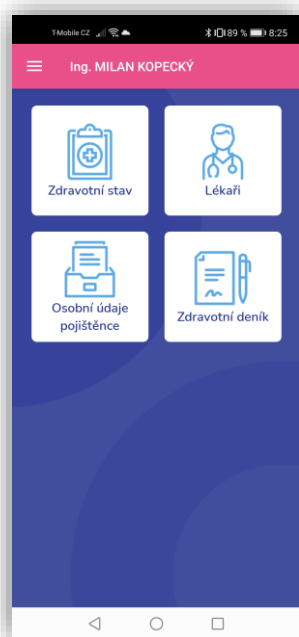 T-Mobile CZ 89 % 8:25
Ing. MILAN KOPECKÝ
Zdravotní stav
Lékaři
Osobní údaje
pojištěnce
Zdravotní deník